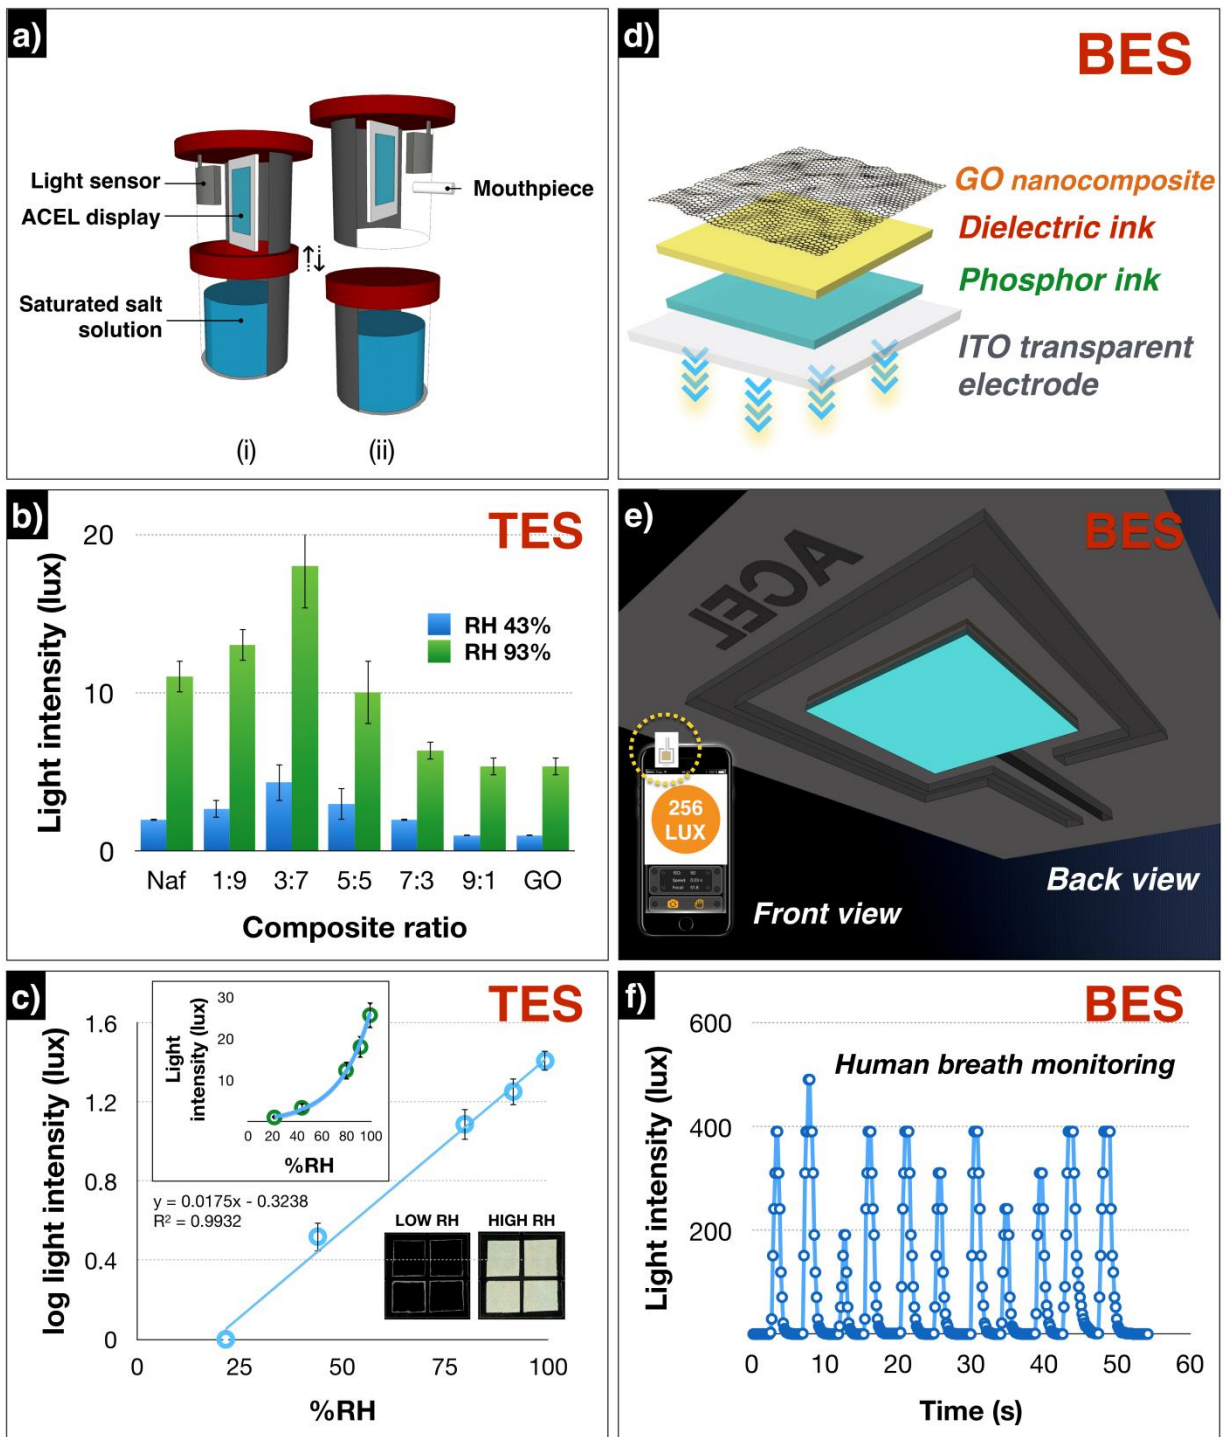 a)
Light sensor
ACEL display
Saturated salt
solution
Mouthpiece
(i)
(ii)
d)
BES
GO nanocomposite
Dielectric ink
Phosphor ink
ITO transparent
electrode
b)
TES
Light intensity (lux)
20
10
0
RH 43%
RH 93%
Naf 1:9 3:7 5:5 7:3 9:1 GO
Composite ratio
e)
BES
ACEL
256
LUX
Front view
Back view
c)
TES
log light intensity (lux)
1.6
1.2
0.8
0.4
0
Light
intensity (lux)
30
20
10
0 20 40 60 80 100
%RH
y = 0.0175x - 0.3238
R² = 0.9932
LOW RH HIGH RH
0 25 50 75 100
%RH
f)
BES
Human breath monitoring
Light intensity (lux)
600
400
200
0 10 20 30 40 50 60
Time (s)